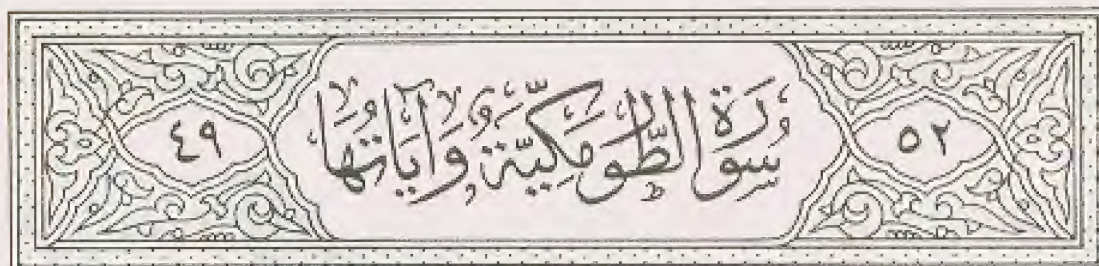 ٥٢ سُورَةُ الطُّورِ مَكِّيَّةٌ وَآيَاتُهَا ٤٩